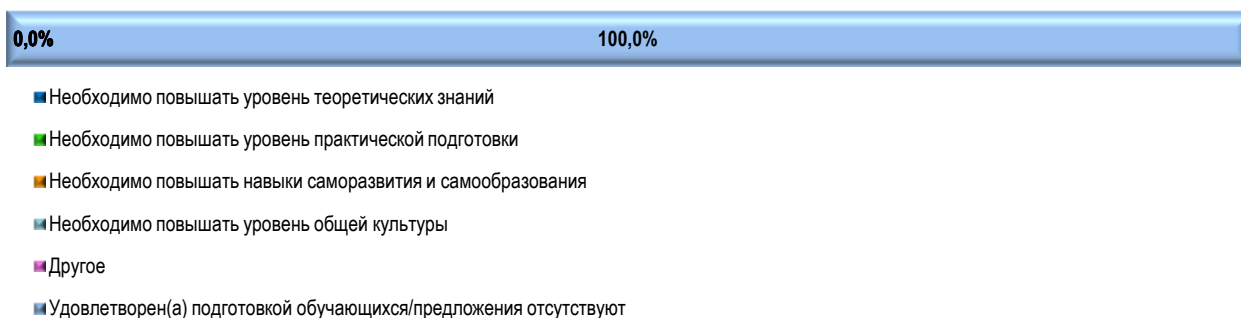 0,0% 100,0%
Необходимо повышать уровень теоретических знаний
Необходимо повышать уровень практической подготовки
Необходимо повышать навыки саморазвития и самообразования
Необходимо повышать уровень общей культуры
Другое
Удовлетворен(а) подготовкой обучающихся/предложения отсутствуют